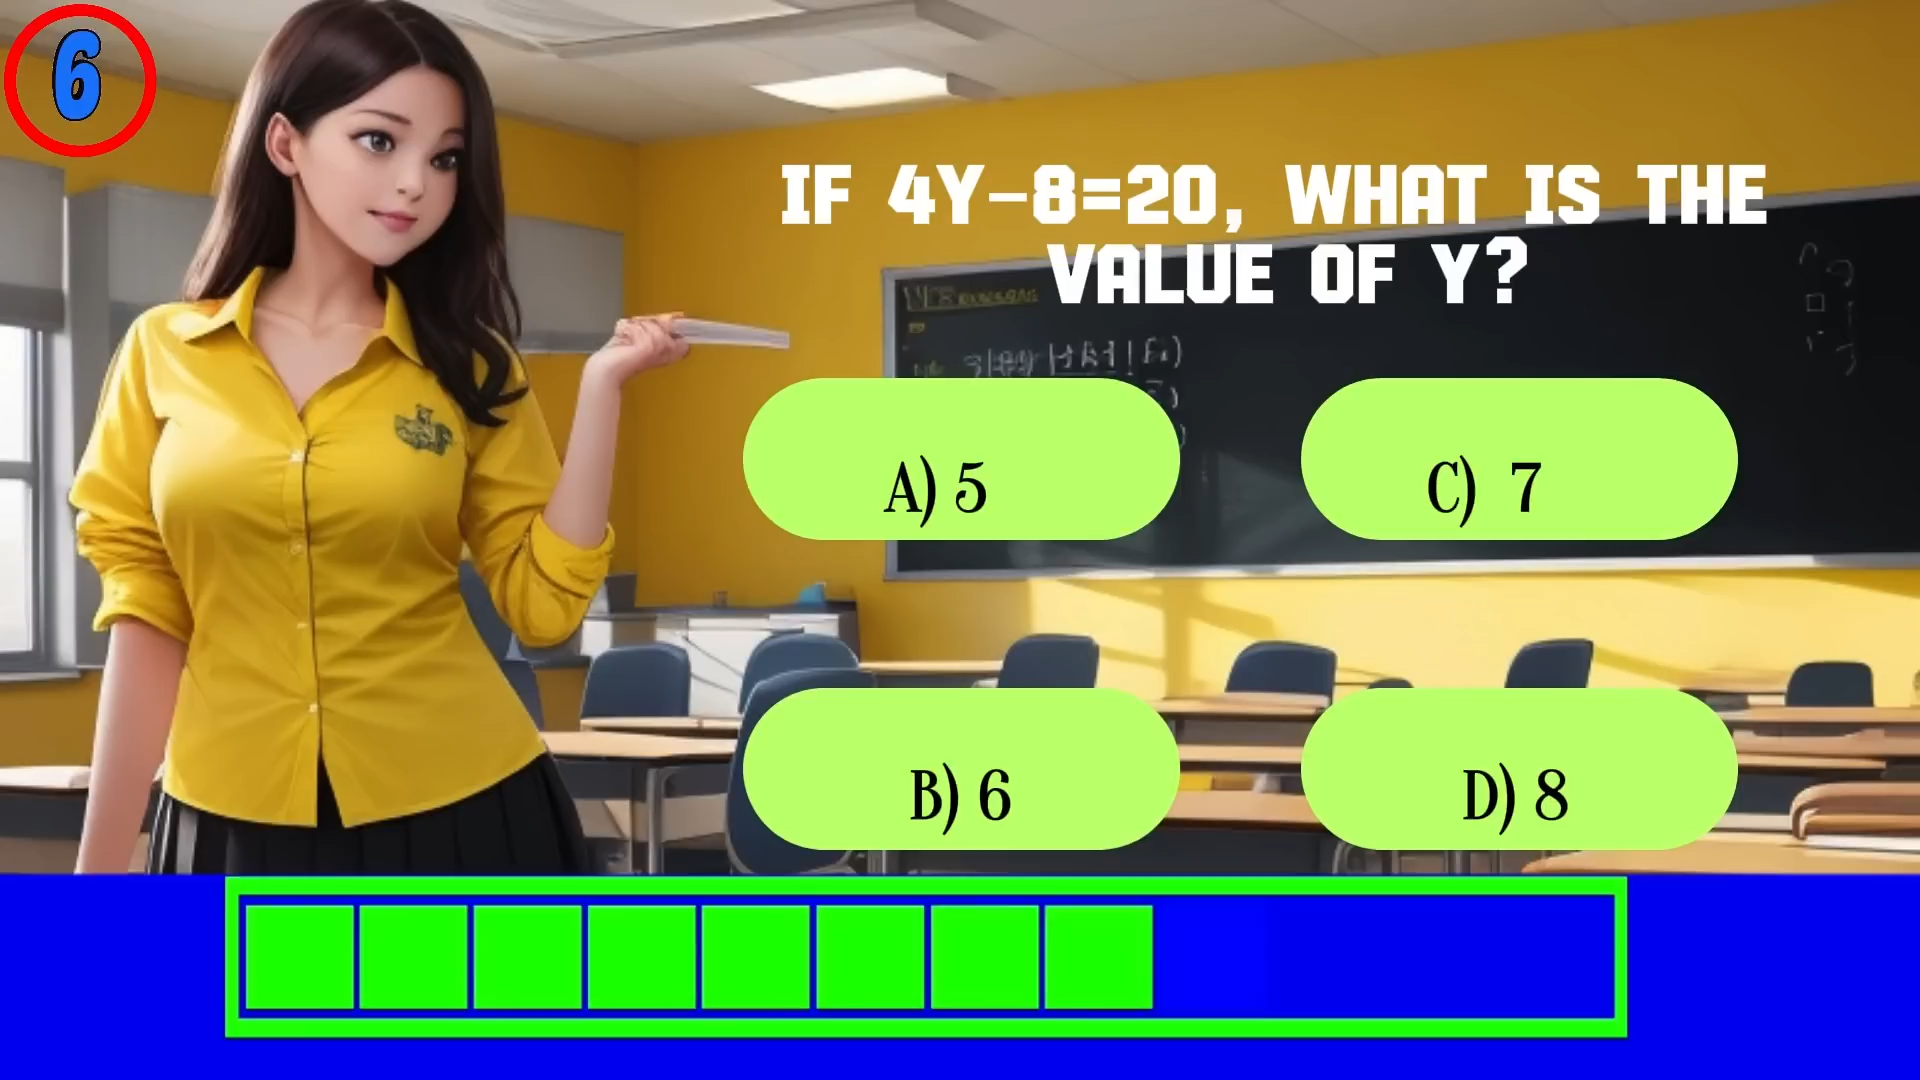 6
IF 4Y-8=20, WHAT IS THE
VALUE OF Y?
A) 5
C) 7
B) 6
D) 8